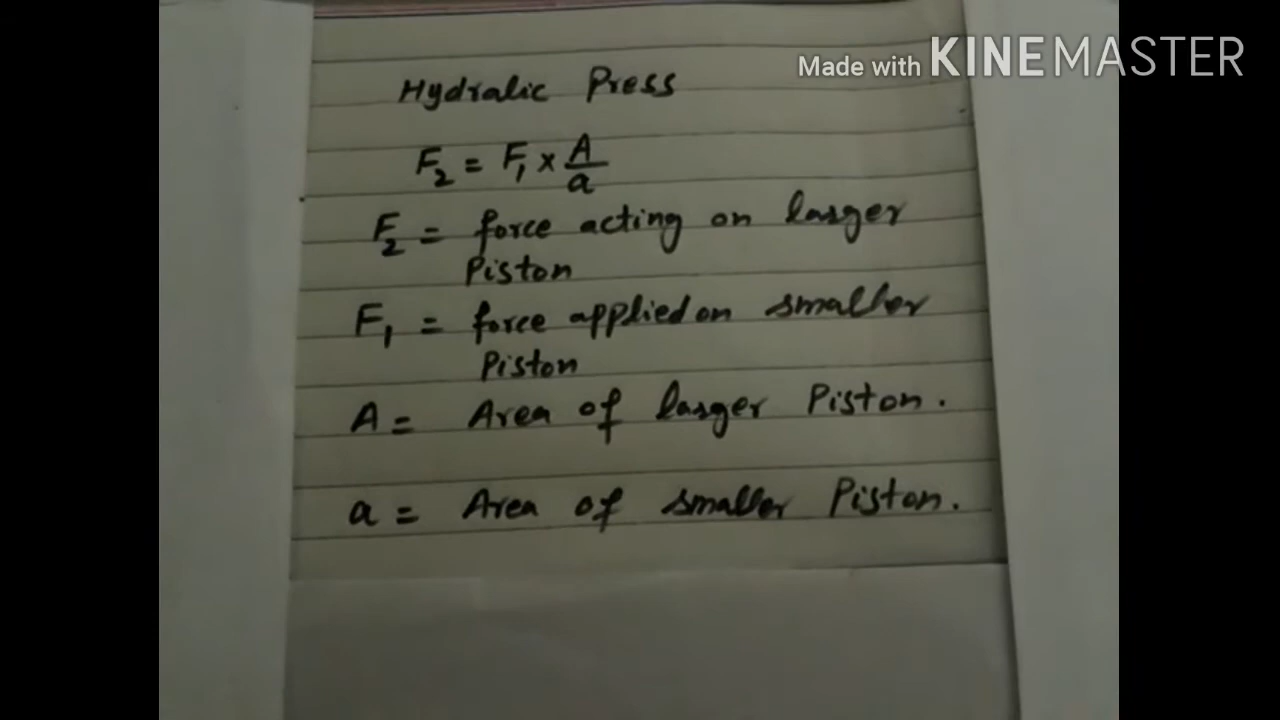 Made with KINEMASTER
Hydralic Press
F₂ = F₁ × A/a
F₂ = force acting on larger
Piston
F₁ = force applied on smaller
Piston
A = Area of larger Piston.
a = Area of smaller Piston.